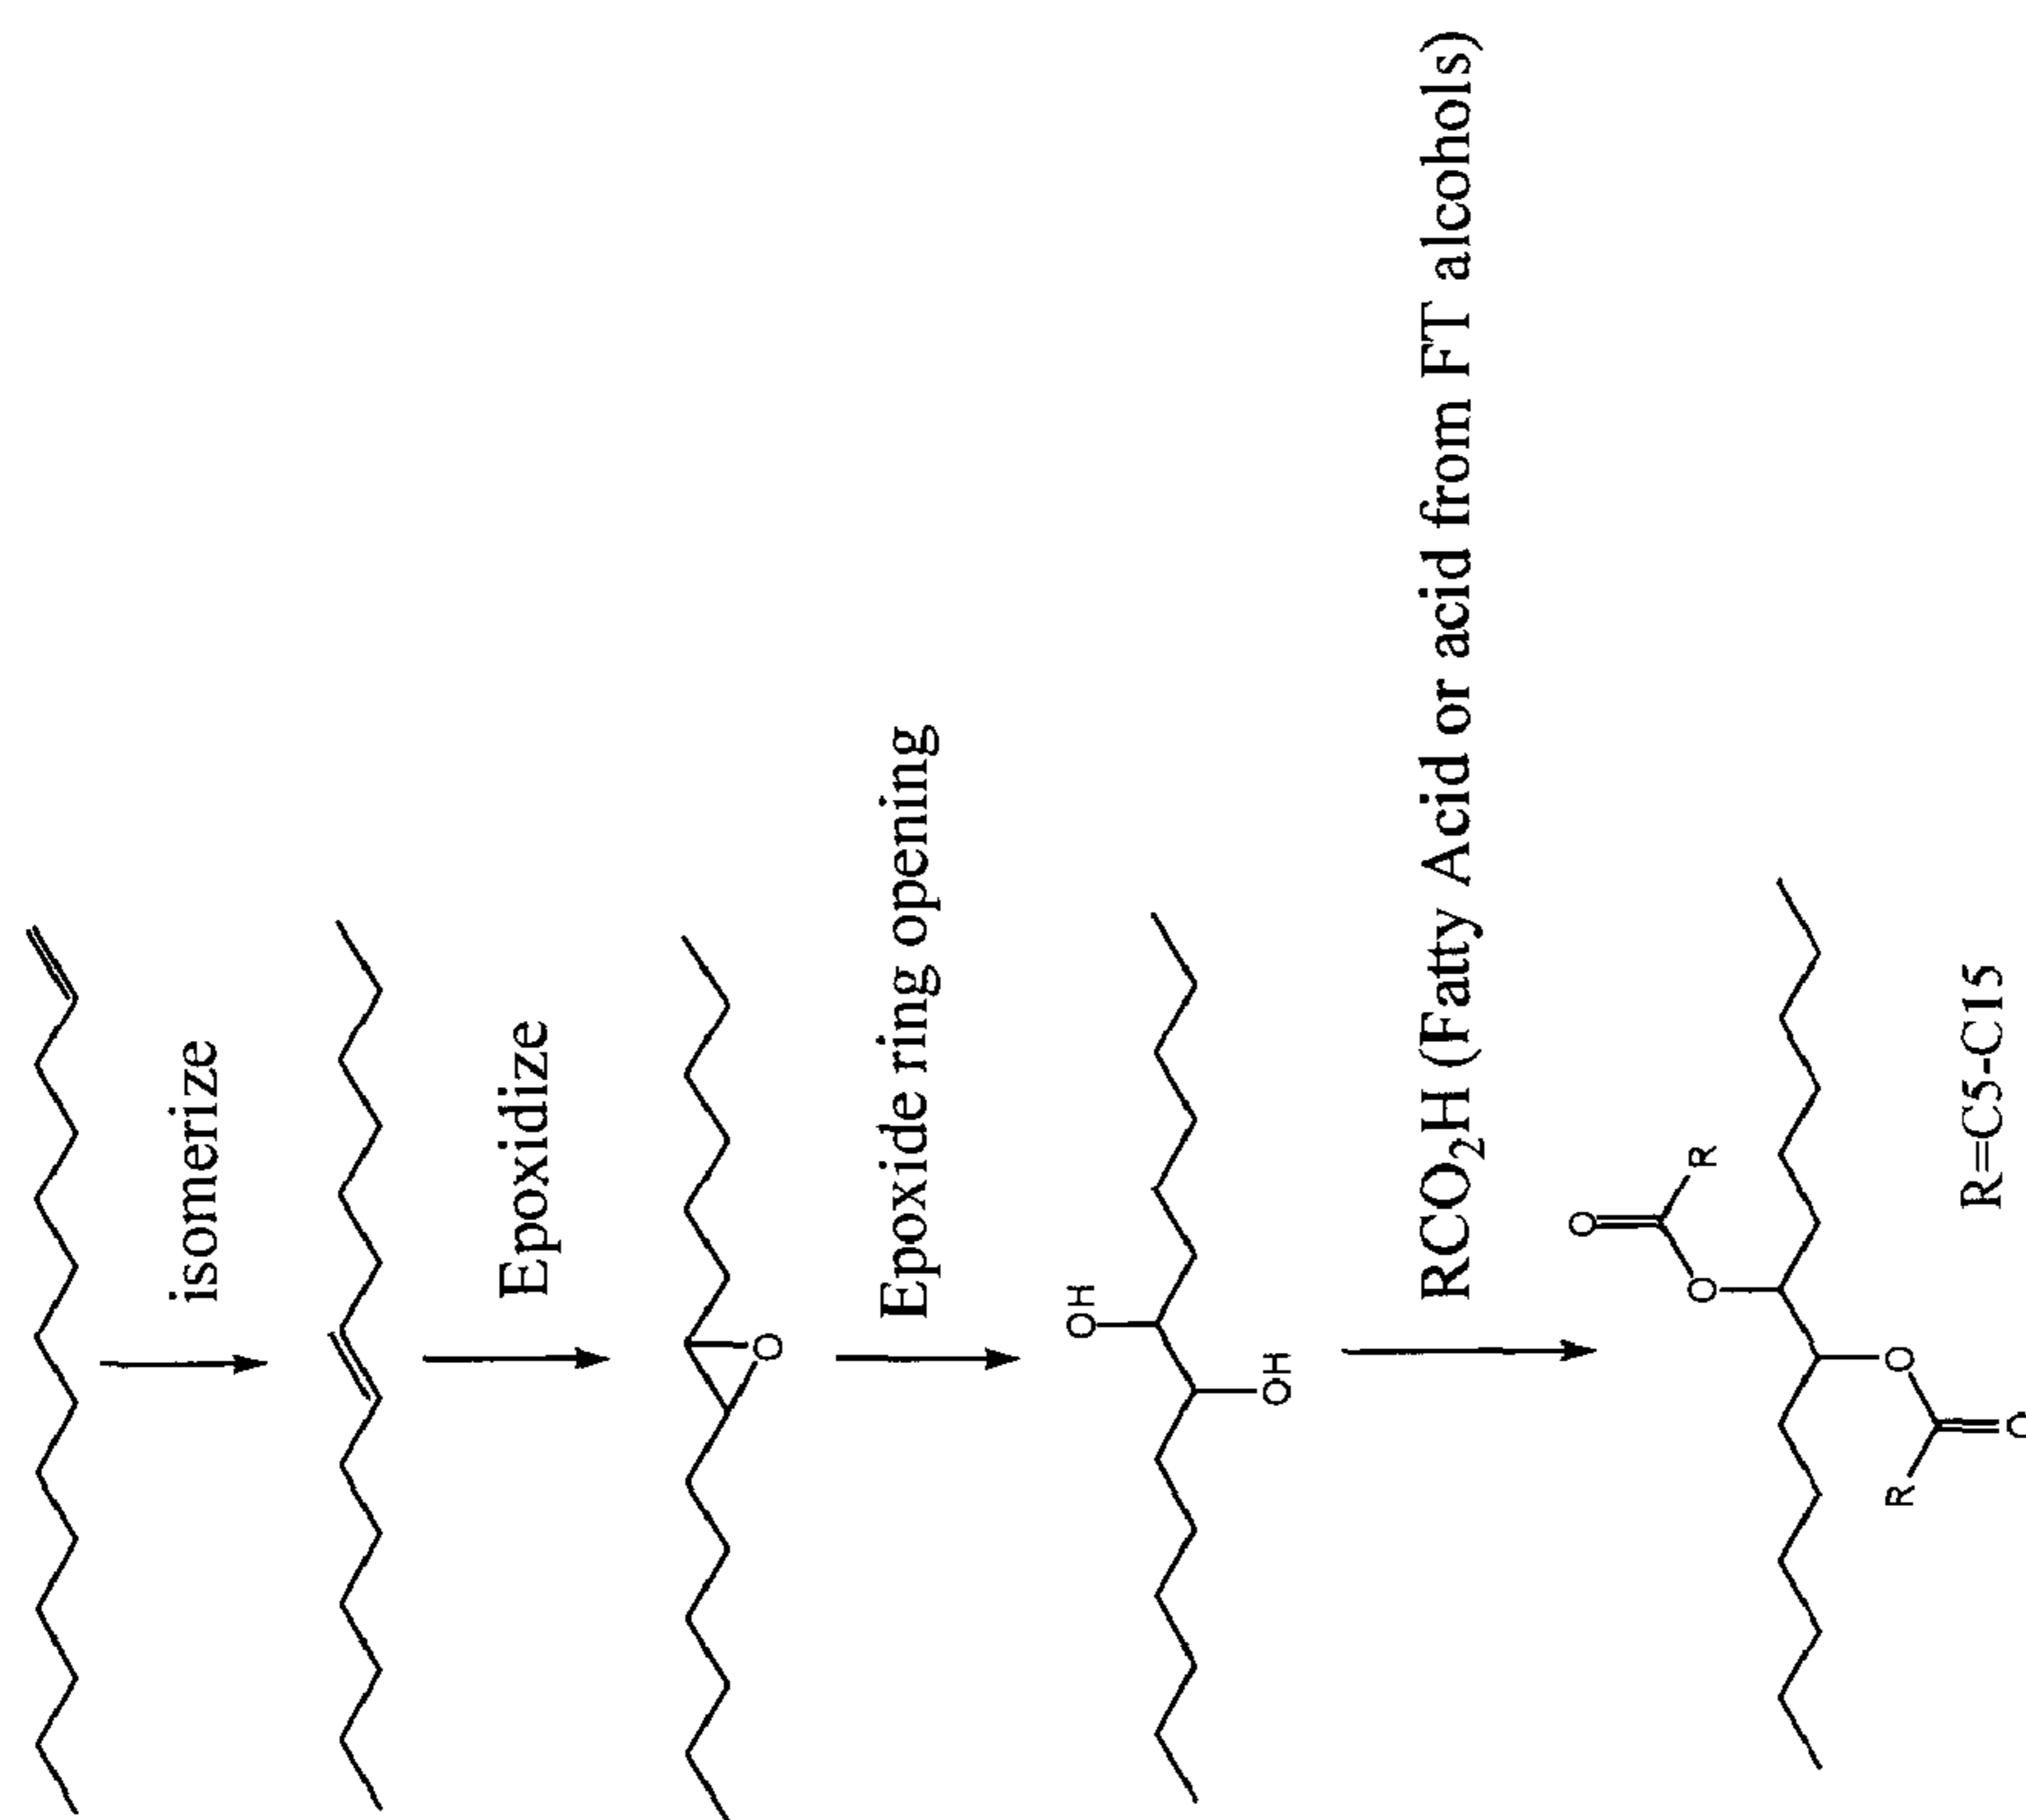 isomerize
Epoxidize
O
Epoxide ring opening
OH
OH
RCO2H (Fatty Acid or acid from FT alcohols)
O
R
O
O
R
O
R=C5-C15